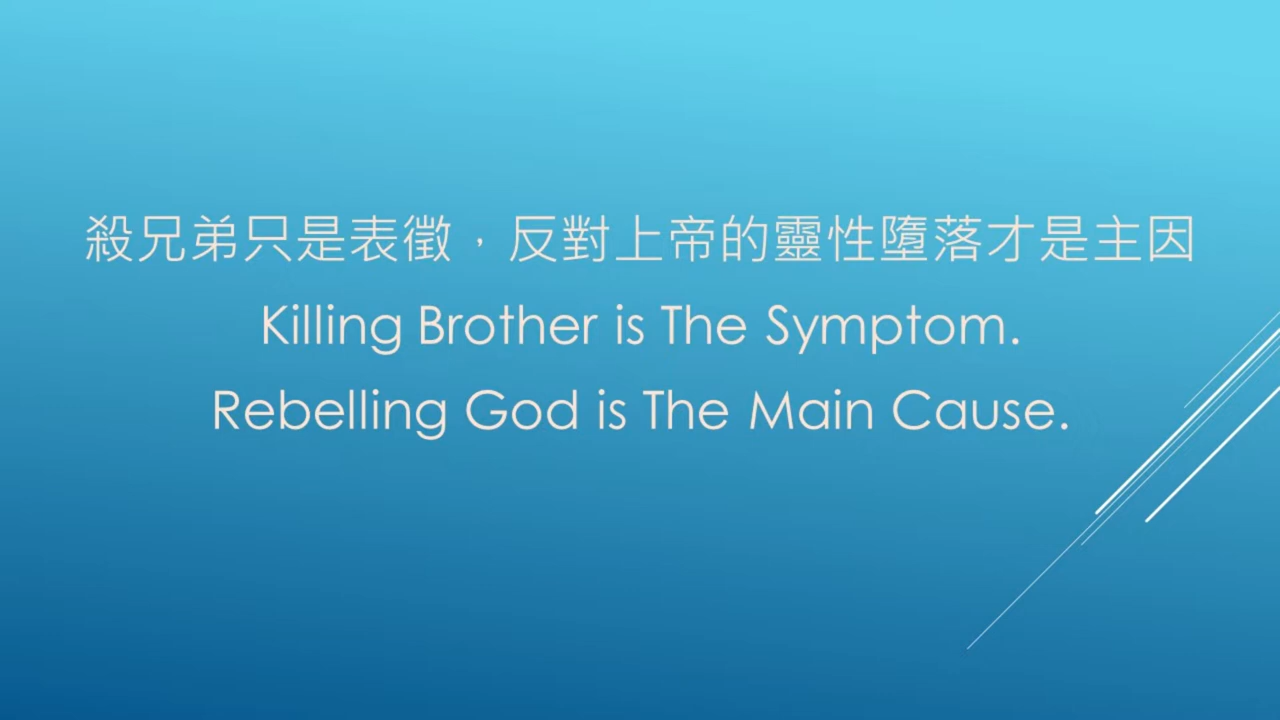 殺兄弟只是表徵，反對上帝的靈性墮落才是主因
Killing Brother is The Symptom.
Rebelling God is The Main Cause.